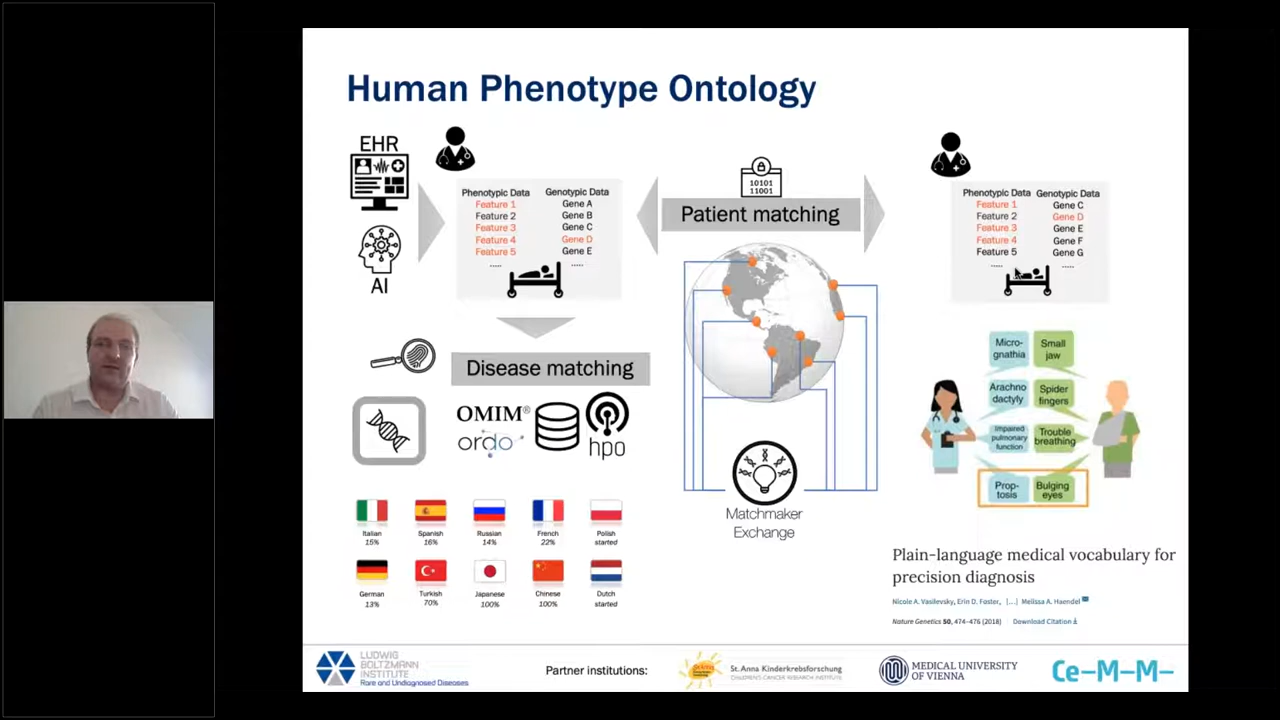 Human Phenotype Ontology
EHR
AI
Phenotypic Data Genotypic Data
Feature 1 Gene A
Feature 2 Gene B
Feature 3 Gene C
Feature 4 Gene D
Feature 5 Gene E
..... .....
10101
11001
Patient matching
Phenotypic Data Genotypic Data
Feature 1 Gene C
Feature 2 Gene D
Feature 3 Gene E
Feature 4 Gene F
Feature 5 Gene G
..... .....
Disease matching
OMIM®
ordo
hpo
Matchmaker
Exchange
Micro-
gnathia
Small
jaw
Arachno
dactyly
Spider
fingers
Impaired
pulmonary
function
Trouble
breathing
Prop-
tosis
Bulging
eyes
Italian
15%
Spanish
16%
Russian
14%
French
22%
Polish
started
German
13%
Turkish
70%
Japanese
100%
Chinese
100%
Dutch
started
Plain-language medical vocabulary for
precision diagnosis
Nicole A. Vasilevsky, Erin D. Foster, [...] Melissa A. Haendel
Nature Genetics 50, 474–476 (2018) Download Citation
LUDWIG
BOLTZMANN
INSTITUTE
Rare and Undiagnosed Diseases
Partner institutions:
St. Anna Kinderkrebsforschung
CHILDREN'S CANCER RESEARCH INSTITUTE
MEDICAL UNIVERSITY
OF VIENNA
Ce–M–M–